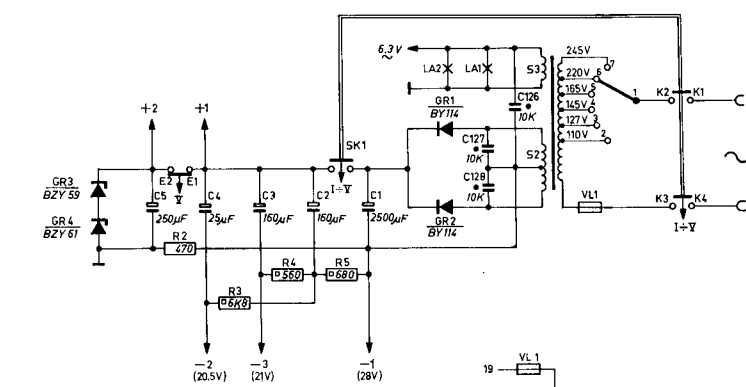 245V
7
6.3V
~
LA2
LA1
S3
220V
6
165V
5
145V
4
127V
3
110V
2
1
K2
K1
C126
10K
GR1
BY114
C127
10K
S2
C128
10K
GR2
BY114
+2
+1
SK1
I÷V
E2
E1
V
GR3
BZY 59
GR4
BZY 61
C5
250µF
C4
25µF
C3
160µF
C2
160µF
C1
2500µF
VL1
K3
K4
I÷V
R2
470
R4
560
R5
680
R3
6K8
−2
(20.5V)
−3
(21V)
−1
(28V)
19
VL 1